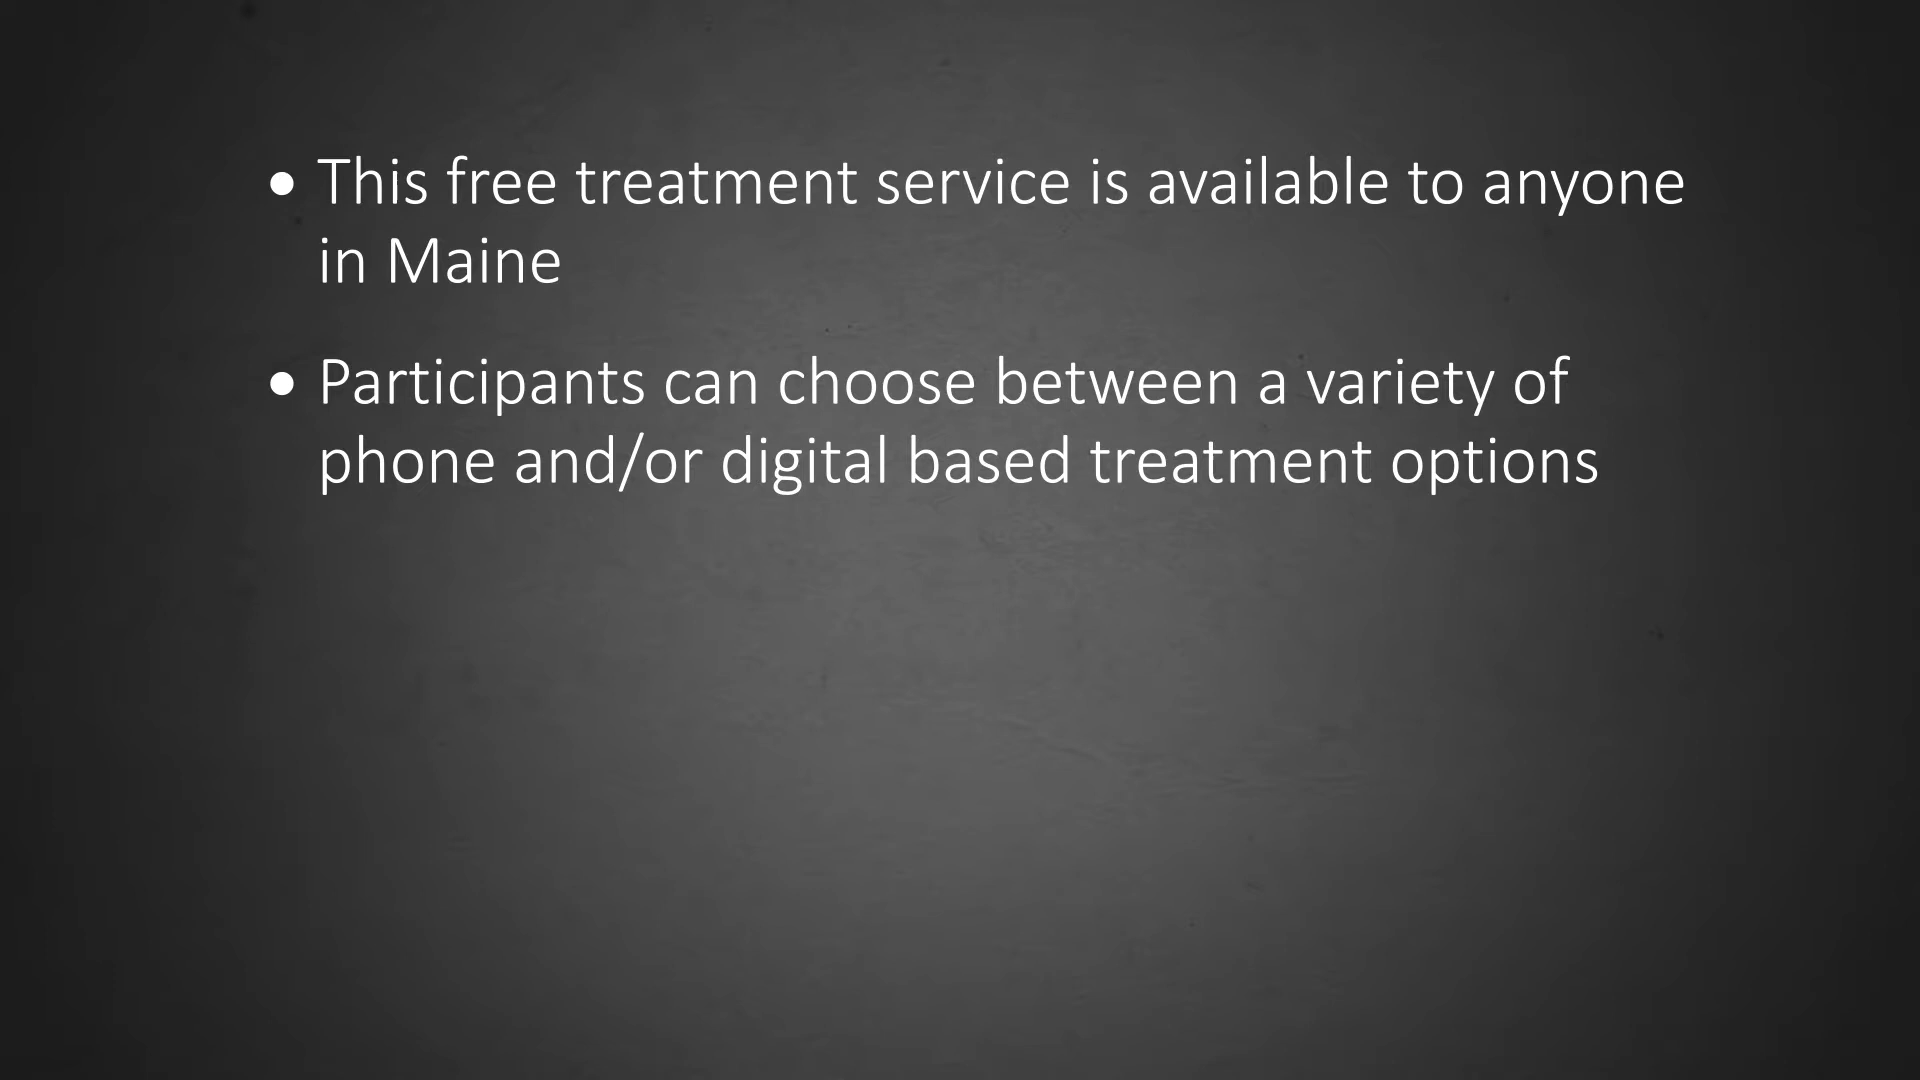 • This free treatment service is available to anyone
in Maine
• Participants can choose between a variety of
phone and/or digital based treatment options